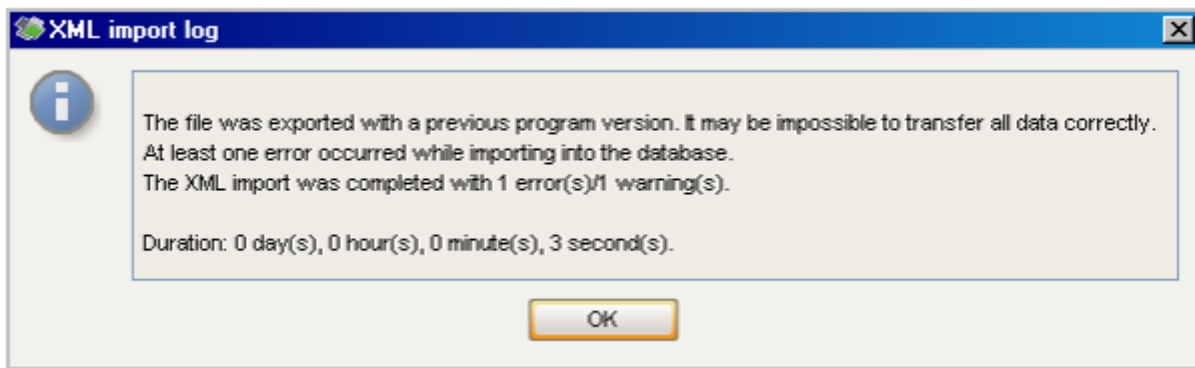 XML import log
The file was exported with a previous program version. It may be impossible to transfer all data correctly.
At least one error occurred while importing into the database.
The XML import was completed with 1 error(s)/1 warning(s).
Duration: 0 day(s), 0 hour(s), 0 minute(s), 3 second(s).
OK